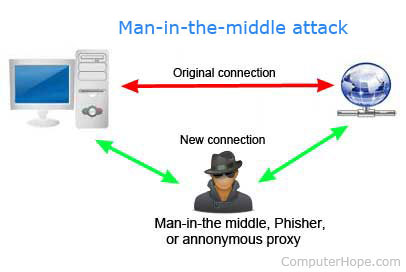 Man-in-the-middle attack
Original connection
New connection
Man-in-the middle, Phisher,
or annonymous proxy
ComputerHope.com